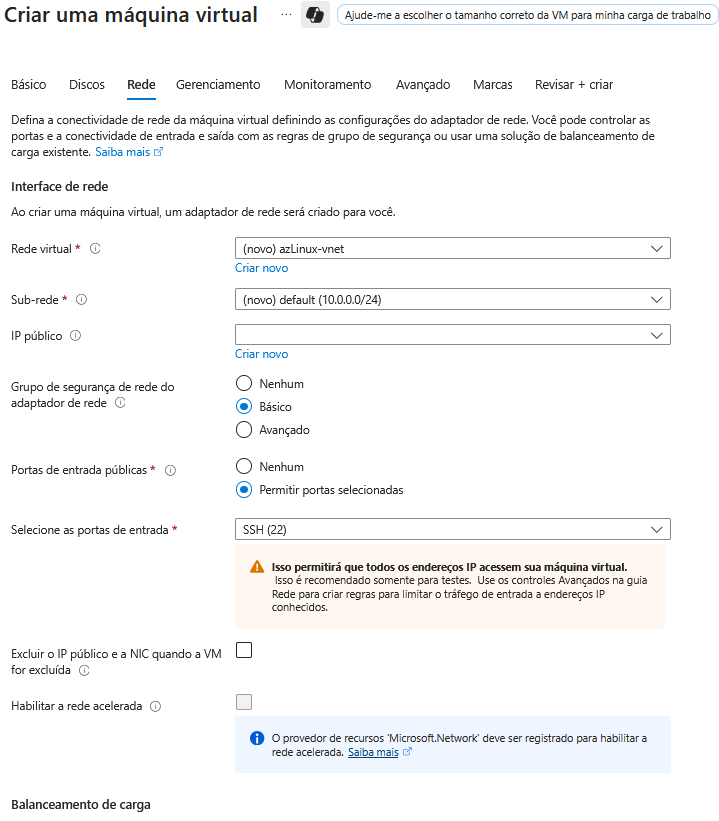 Criar uma máquina virtual
...
Ajude-me a escolher o tamanho correto da VM para minha carga de trabalho
Básico Discos Rede Gerenciamento Monitoramento Avançado Marcas Revisar + criar
Defina a conectividade de rede da máquina virtual definindo as configurações do adaptador de rede. Você pode controlar as
portas e a conectividade de entrada e saída com as regras de grupo de segurança ou usar uma solução de balanceamento de
carga existente. Saiba mais
Interface de rede
Ao criar uma máquina virtual, um adaptador de rede será criado para você.
Rede virtual *
(novo) azLinux-vnet
Criar novo
Sub-rede *
(novo) default (10.0.0.0/24)
IP público
Criar novo
Grupo de segurança de rede do
adaptador de rede
Nenhum
Básico
Avançado
Portas de entrada públicas *
Nenhum
Permitir portas selecionadas
Selecione as portas de entrada *
SSH (22)
Isso permitirá que todos os endereços IP acessem sua máquina virtual.
Isso é recomendado somente para testes. Use os controles Avançados na guia
Rede para criar regras para limitar o tráfego de entrada a endereços IP
conhecidos.
Excluir o IP público e a NIC quando a VM
for excluída
Habilitar a rede acelerada
O provedor de recursos 'Microsoft.Network' deve ser registrado para habilitar a
rede acelerada. Saiba mais
Balanceamento de carga